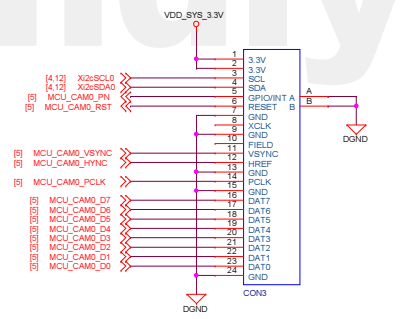 VDD_SYS_3.3V
1 3.3V
2 3.3V
[4,12] Xi2cSCL0 3 SCL
[4,12] Xi2cSDA0 4 SDA
[5] MCU_CAM0_PN 5 GPIO/INT A A
[5] MCU_CAM0_RST 6 RESET B B
7 GND
8 XCLK
9 GND
DGND
10 FIELD
[5] MCU_CAM0_VSYNC 11 VSYNC
[5] MCU_CAM0_HYNC 12 HREF
13 GND
[5] MCU_CAM0_PCLK 14 PCLK
15 GND
[5] MCU_CAM0_D7 16 DAT7
[5] MCU_CAM0_D6 17 DAT6
[5] MCU_CAM0_D5 18 DAT5
[5] MCU_CAM0_D4 19 DAT4
[5] MCU_CAM0_D3 20 DAT3
[5] MCU_CAM0_D2 21 DAT2
[5] MCU_CAM0_D1 22 DAT1
[5] MCU_CAM0_D0 23 DAT0
24 GND
CON3
DGND